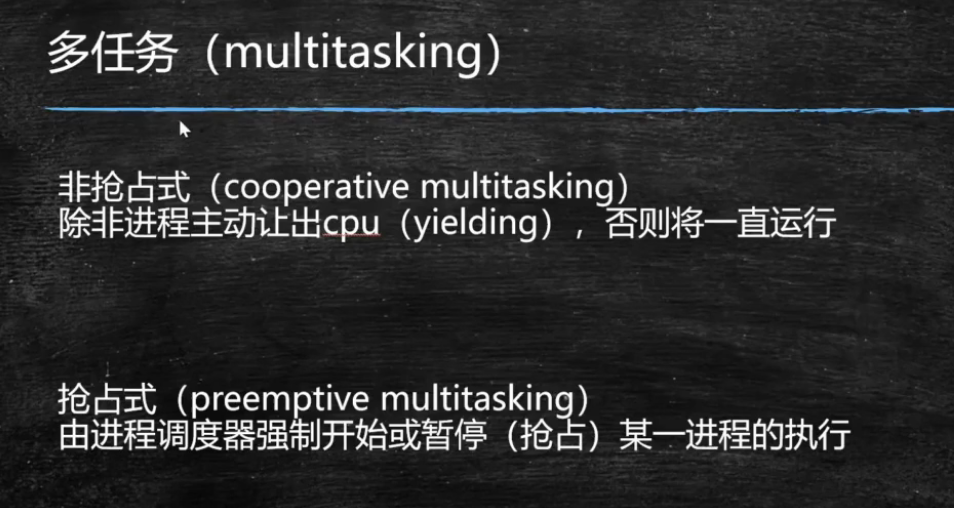 多任务（multitasking）
非抢占式（cooperative multitasking）
除非进程主动让出cpu（yielding），否则将一直运行
抢占式（preemptive multitasking）
由进程调度器强制开始或暂停（抢占）某一进程的执行